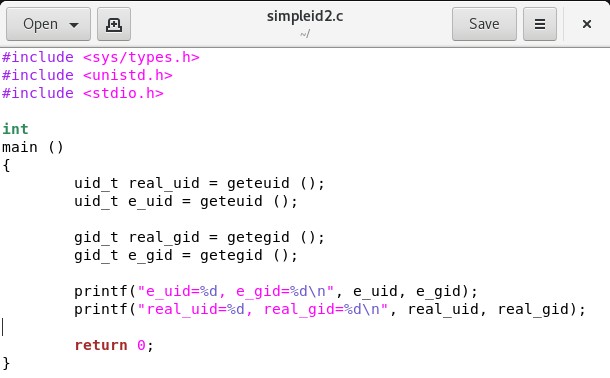 Open simpleid2.c Save
~/
#include <sys/types.h>
#include <unistd.h>
#include <stdio.h>

int
main ()
{
        uid_t real_uid = geteuid ();
        uid_t e_uid = geteuid ();

        gid_t real_gid = getegid ();
        gid_t e_gid = getegid ();

        printf("e_uid=%d, e_gid=%d\n", e_uid, e_gid);
        printf("real_uid=%d, real_gid=%d\n", real_uid, real_gid);

        return 0;
}